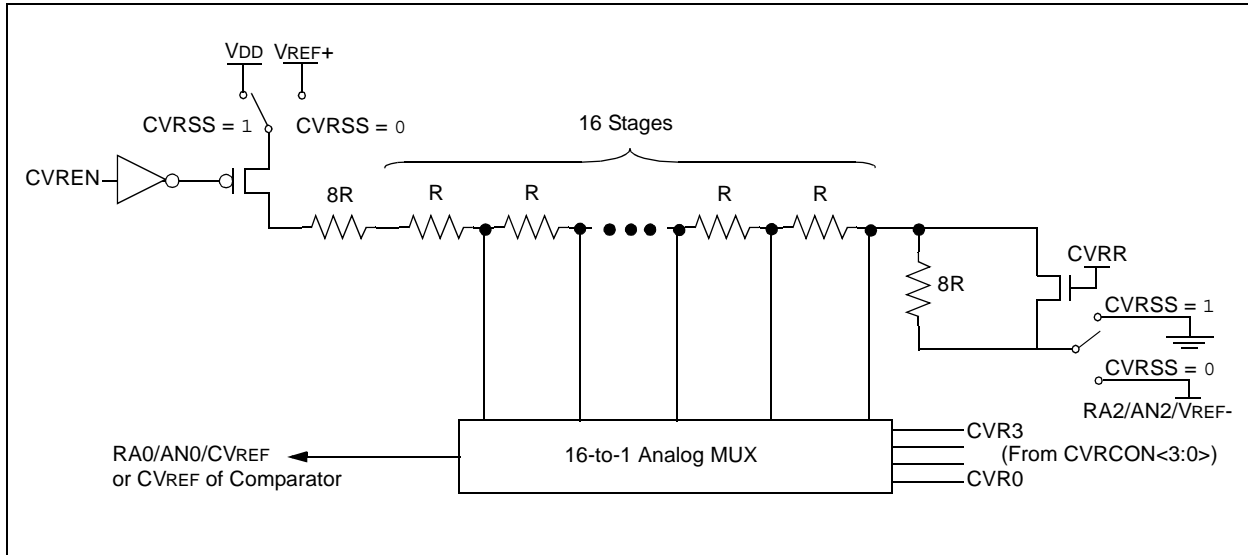 VDD VREF+
CVRSS = 1 CVRSS = 0
16 Stages
CVREN
8R R R R R
CVRR
8R
CVRSS = 1
CVRSS = 0
RA2/AN2/VREF-
RA0/AN0/CVREF
or CVREF of Comparator
16-to-1 Analog MUX
CVR3
(From CVRCON<3:0>)
CVR0